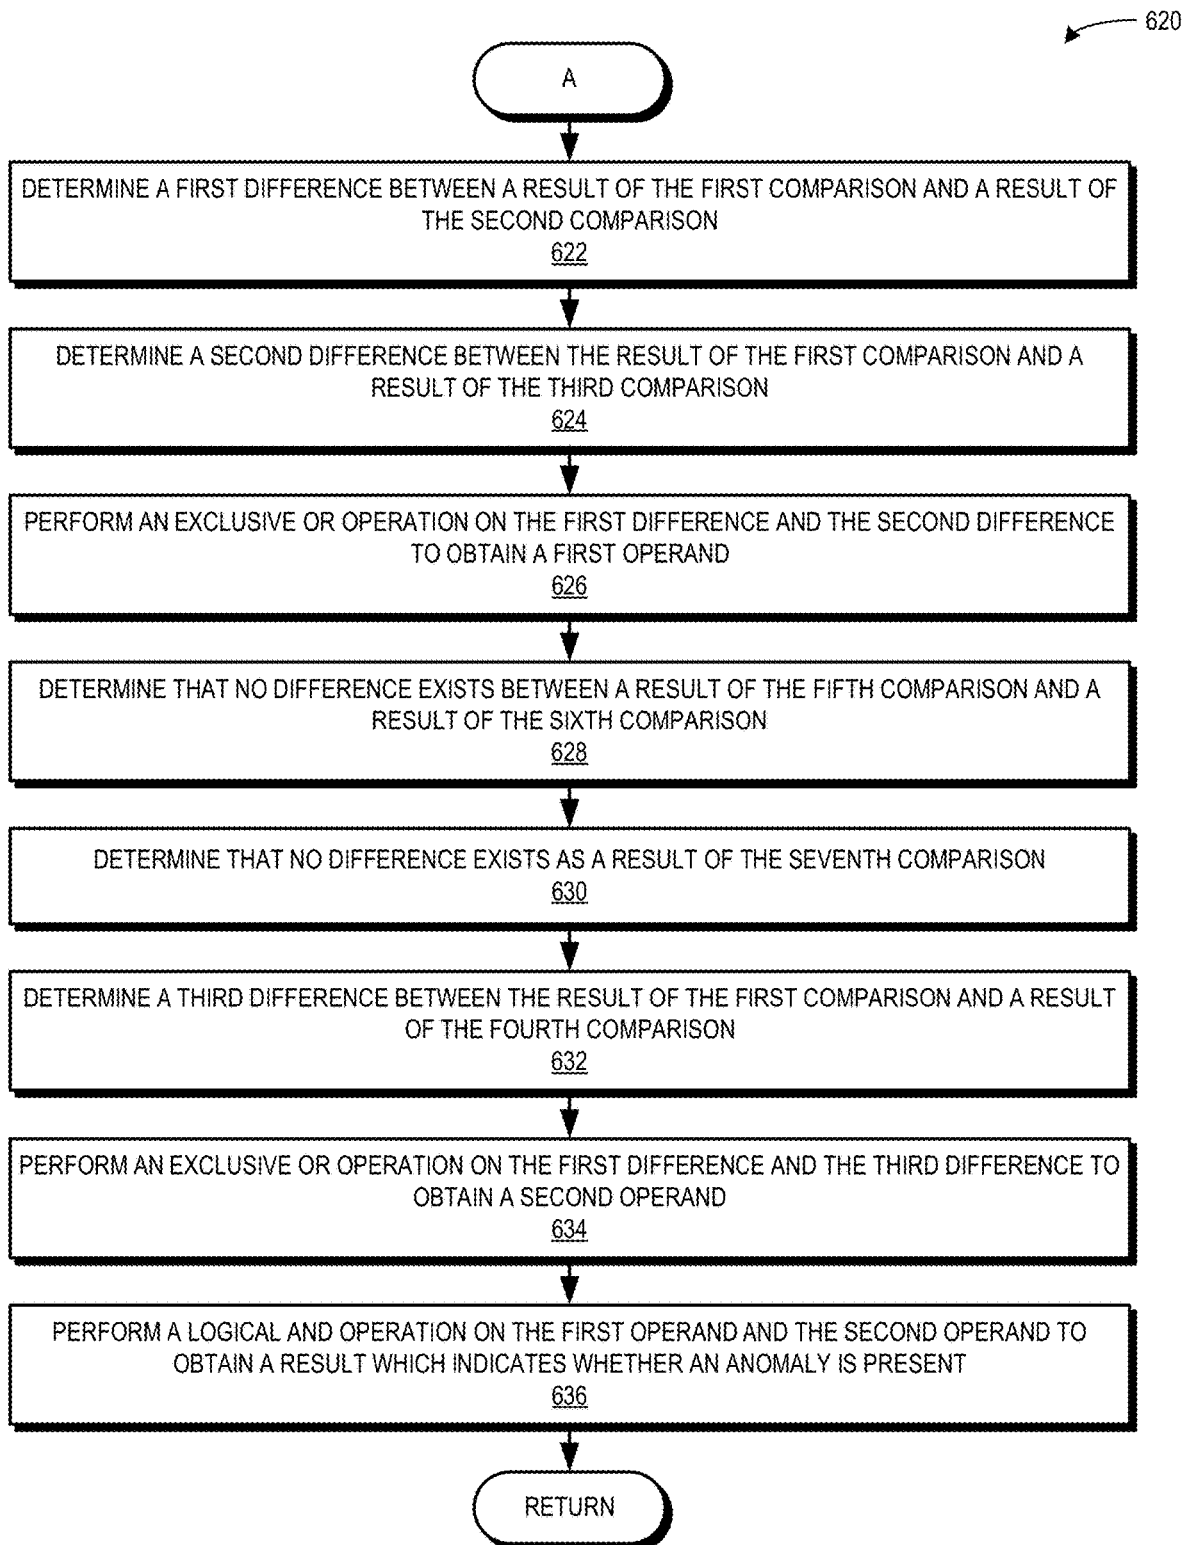 620
A
DETERMINE A FIRST DIFFERENCE BETWEEN A RESULT OF THE FIRST COMPARISON AND A RESULT OF
THE SECOND COMPARISON
622
DETERMINE A SECOND DIFFERENCE BETWEEN THE RESULT OF THE FIRST COMPARISON AND A
RESULT OF THE THIRD COMPARISON
624
PERFORM AN EXCLUSIVE OR OPERATION ON THE FIRST DIFFERENCE AND THE SECOND DIFFERENCE
TO OBTAIN A FIRST OPERAND
626
DETERMINE THAT NO DIFFERENCE EXISTS BETWEEN A RESULT OF THE FIFTH COMPARISON AND A
RESULT OF THE SIXTH COMPARISON
628
DETERMINE THAT NO DIFFERENCE EXISTS AS A RESULT OF THE SEVENTH COMPARISON
630
DETERMINE A THIRD DIFFERENCE BETWEEN THE RESULT OF THE FIRST COMPARISON AND A RESULT
OF THE FOURTH COMPARISON
632
PERFORM AN EXCLUSIVE OR OPERATION ON THE FIRST DIFFERENCE AND THE THIRD DIFFERENCE TO
OBTAIN A SECOND OPERAND
634
PERFORM A LOGICAL AND OPERATION ON THE FIRST OPERAND AND THE SECOND OPERAND TO
OBTAIN A RESULT WHICH INDICATES WHETHER AN ANOMALY IS PRESENT
636
RETURN